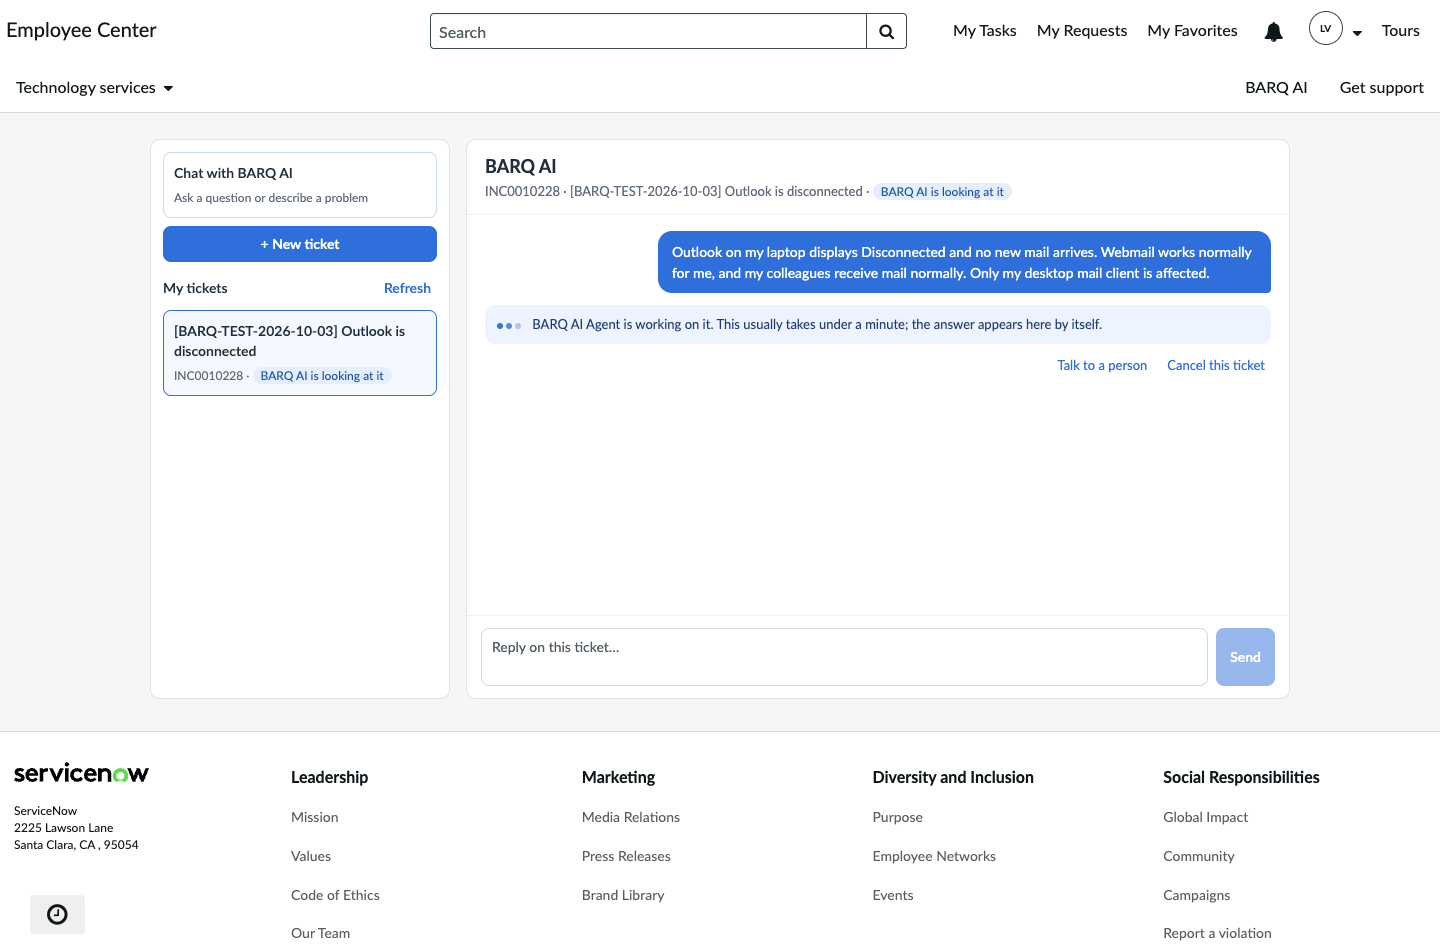 Employee Center
Search
My Tasks
My Requests
My Favorites
LV
Tours
Technology services
BARQ AI
Get support
Chat with BARQ AI
Ask a question or describe a problem
+ New ticket
My tickets
Refresh
[BARQ-TEST-2026-10-03] Outlook is
disconnected
INC0010228 · BARQ AI is looking at it
BARQ AI
INC0010228 · [BARQ-TEST-2026-10-03] Outlook is disconnected · BARQ AI is looking at it
Outlook on my laptop displays Disconnected and no new mail arrives. Webmail works normally
for me, and my colleagues receive mail normally. Only my desktop mail client is affected.
BARQ AI Agent is working on it. This usually takes under a minute; the answer appears here by itself.
Talk to a person
Cancel this ticket
Reply on this ticket...
Send
servicenow
ServiceNow
2225 Lawson Lane
Santa Clara, CA , 95054
Leadership
Mission
Values
Code of Ethics
Our Team
Marketing
Media Relations
Press Releases
Brand Library
Diversity and Inclusion
Purpose
Employee Networks
Events
Social Responsibilities
Global Impact
Community
Campaigns
Report a violation